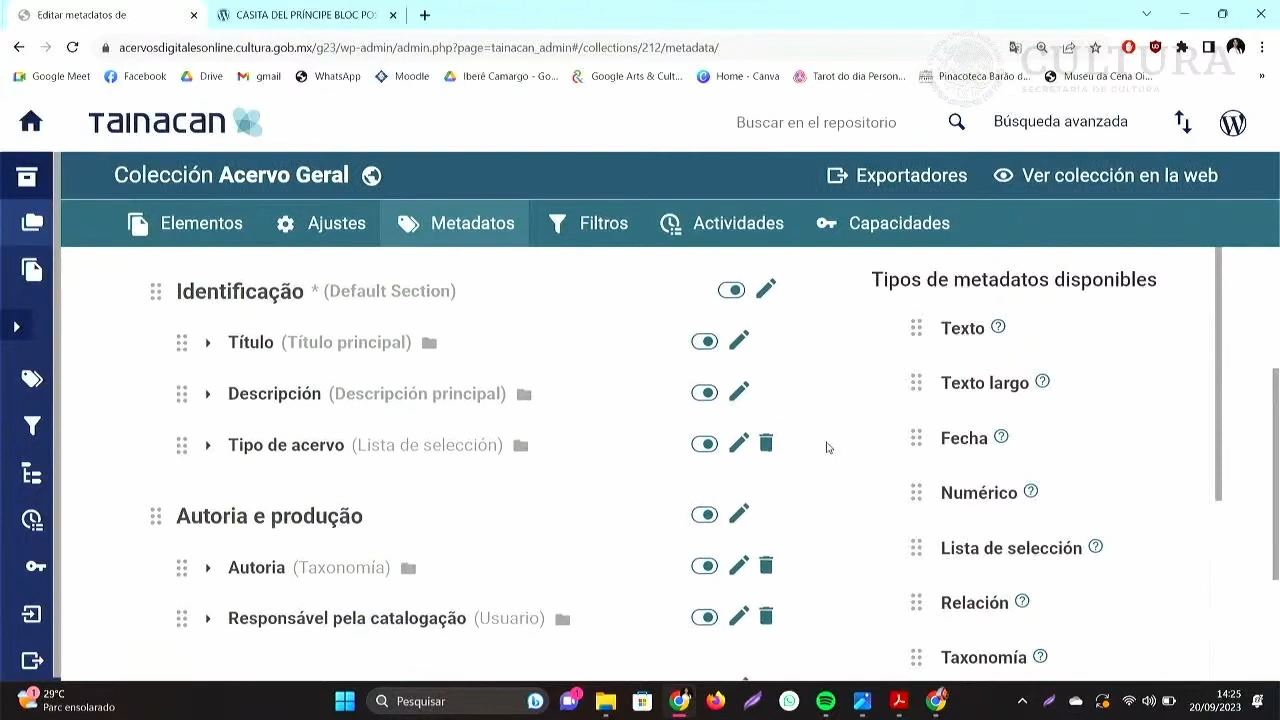 Editar metadatos de
CASITA DEL PRÍNCIPE BLOC PO
acervosdigitalesonline.cultura.gob.mx/g23/wp-admin/admin.php?page=tainacan_admin#/collections/212/metadata/
Google Meet Facebook Drive gmail WhatsApp Moodle Iberê Camargo - Go... Google Arts & Cult... Home - Canva Tarot do dia Person... Pinacoteca Barão d... Museu da Cena Ol...
CULTURA
SECRETARÍA DE CULTURA
TAINACAN
Buscar en el repositorio
Búsqueda avanzada
Colección Acervo Geral
Exportadores
Ver colección en la web
Elementos
Ajustes
Metadatos
Filtros
Actividades
Capacidades
Identificação * (Default Section)
Título (Título principal)
Descripción (Descripción principal)
Tipo de acervo (Lista de selección)
Autoria e produção
Autoria (Taxonomía)
Responsável pela catalogação (Usuario)
Tipos de metadatos disponibles
Texto
Texto largo
Fecha
Numérico
Lista de selección
Relación
Taxonomía
29°C
Parc ensolarado
Pesquisar
14:25
20/09/2023